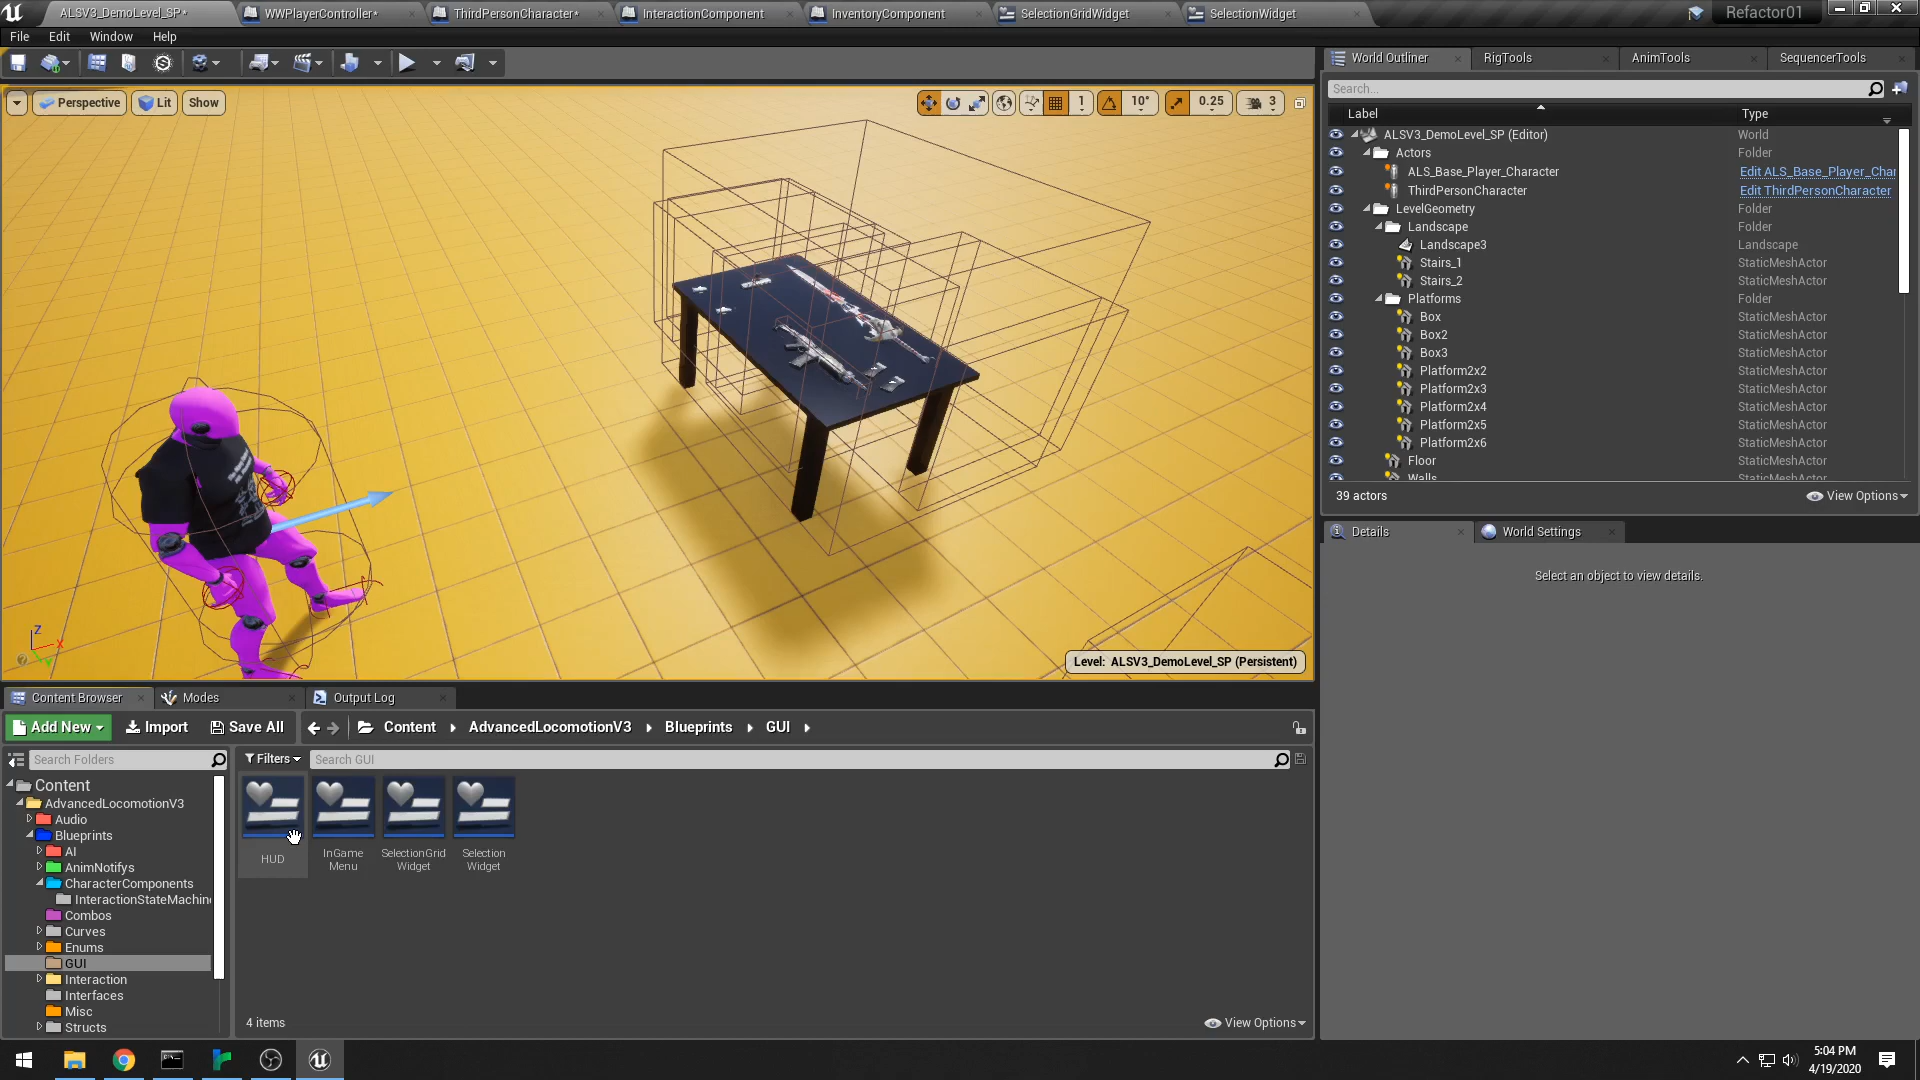 ALSV3_DemoLevel_SP*
WWPlayerController*
ThirdPersonCharacter*
InteractionComponent
InventoryComponent
SelectionGridWidget
SelectionWidget
Refactor01
File Edit Window Help
World Outliner
RigTools
AnimTools
SequencerTools
Perspective
Lit
Show
1
10°
0.25
3
Search...
Label Type
ALSV3_DemoLevel_SP (Editor) World
Actors Folder
ALS_Base_Player_Character Edit ALS_Base_Player_Char
ThirdPersonCharacter Edit ThirdPersonCharacter
LevelGeometry Folder
Landscape Folder
Landscape3 Landscape
Stairs_1 StaticMeshActor
Stairs_2 StaticMeshActor
Platforms Folder
Box StaticMeshActor
Box2 StaticMeshActor
Box3 StaticMeshActor
Platform2x2 StaticMeshActor
Platform2x3 StaticMeshActor
Platform2x4 StaticMeshActor
Platform2x5 StaticMeshActor
Platform2x6 StaticMeshActor
Floor StaticMeshActor
Walls StaticMeshActor
39 actors
View Options
Details
World Settings
Select an object to view details.
Z
X
Level: ALSV3_DemoLevel_SP (Persistent)
Content Browser
Modes
Output Log
Add New
Import
Save All
Content
AdvancedLocomotionV3
Blueprints
GUI
Search Folders
Filters
Search GUI
Content
AdvancedLocomotionV3
Audio
Blueprints
AI
AnimNotifys
CharacterComponents
InteractionStateMachin
Combos
Curves
Enums
GUI
Interaction
Interfaces
Misc
Structs
HUD
InGame
Menu
SelectionGrid
Widget
Selection
Widget
4 items
View Options
5:04 PM
4/19/2020